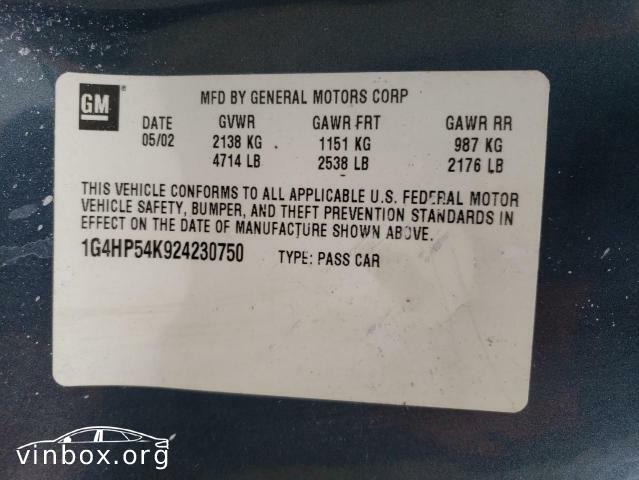 GM
MFD BY GENERAL MOTORS CORP
DATE GVWR GAWR FRT GAWR RR
05/02 2138 KG 1151 KG 987 KG
4714 LB 2538 LB 2176 LB
THIS VEHICLE CONFORMS TO ALL APPLICABLE U.S. FEDERAL MOTOR
VEHICLE SAFETY, BUMPER, AND THEFT PREVENTION STANDARDS IN
EFFECT ON THE DATE OF MANUFACTURE SHOWN ABOVE.
1G4HP54K924230750 TYPE: PASS CAR
vinbox.org